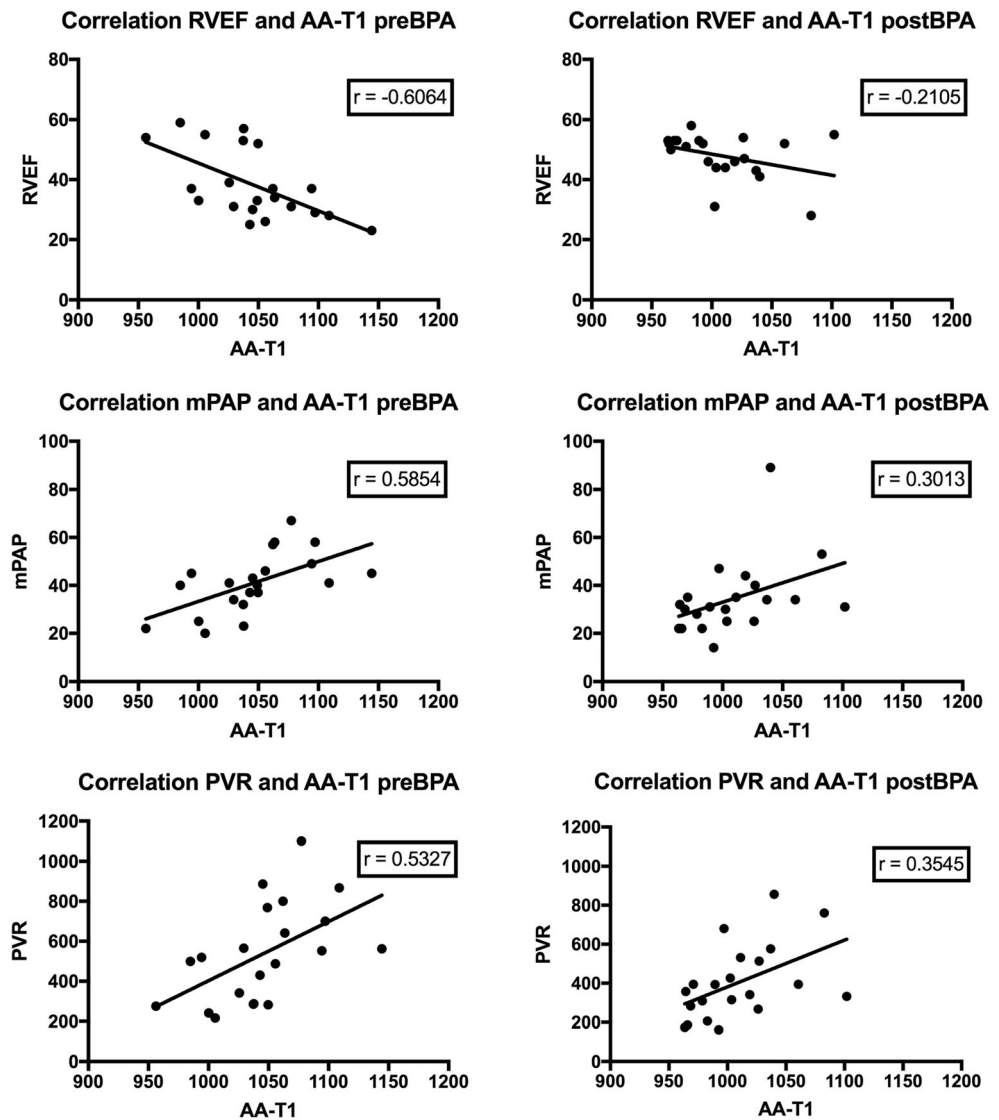 Correlation RVEF and AA-T1 preBPA
80
60
40
20
0
RVEF
r = -0.6064
900 950 1000 1050 1100 1150 1200
AA-T1
Correlation RVEF and AA-T1 postBPA
80
60
40
20
0
RVEF
r = -0.2105
900 950 1000 1050 1100 1150 1200
AA-T1
Correlation mPAP and AA-T1 preBPA
100
80
60
40
20
0
mPAP
r = 0.5854
900 950 1000 1050 1100 1150 1200
AA-T1
Correlation mPAP and AA-T1 postBPA
100
80
60
40
20
0
mPAP
r = 0.3013
900 950 1000 1050 1100 1150 1200
AA-T1
Correlation PVR and AA-T1 preBPA
1200
1000
800
600
400
200
0
PVR
r = 0.5327
900 950 1000 1050 1100 1150 1200
AA-T1
Correlation PVR and AA-T1 postBPA
1200
1000
800
600
400
200
0
PVR
r = 0.3545
900 950 1000 1050 1100 1150 1200
AA-T1